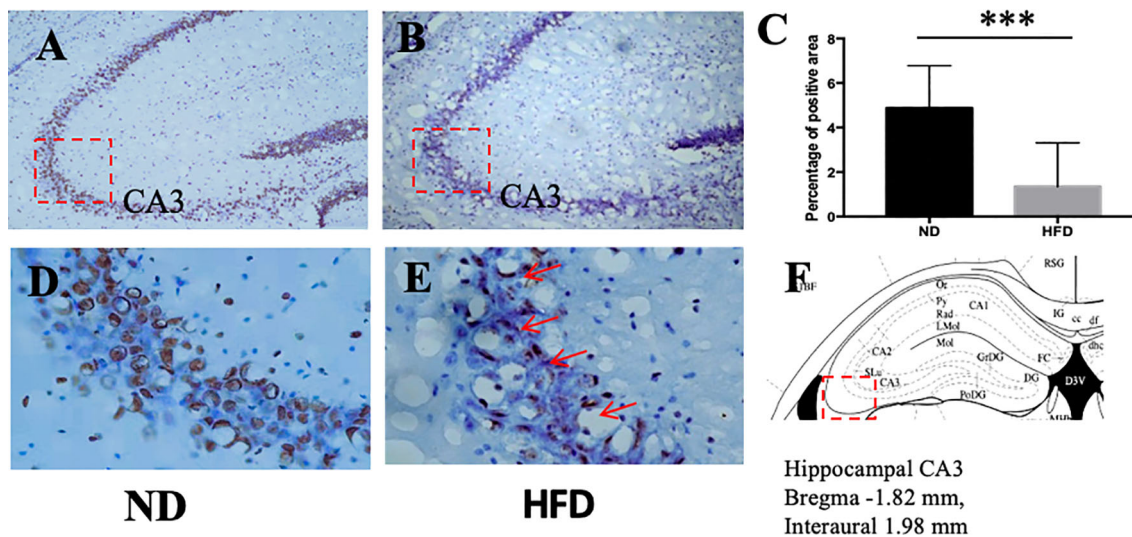 A
CA3
B
CA3
C
***
Percentage of positive area
8
6
4
2
0
ND
HFD
D
E
ND
HFD
F
RSG
Or
Py
CA1
IG
cc
df
Rad
LMol
Mol
dhc
CA2
GrDG
FC
SLu
DG
D3V
CA3
PoDG
Hippocampal CA3
Bregma -1.82 mm,
Interaural 1.98 mm